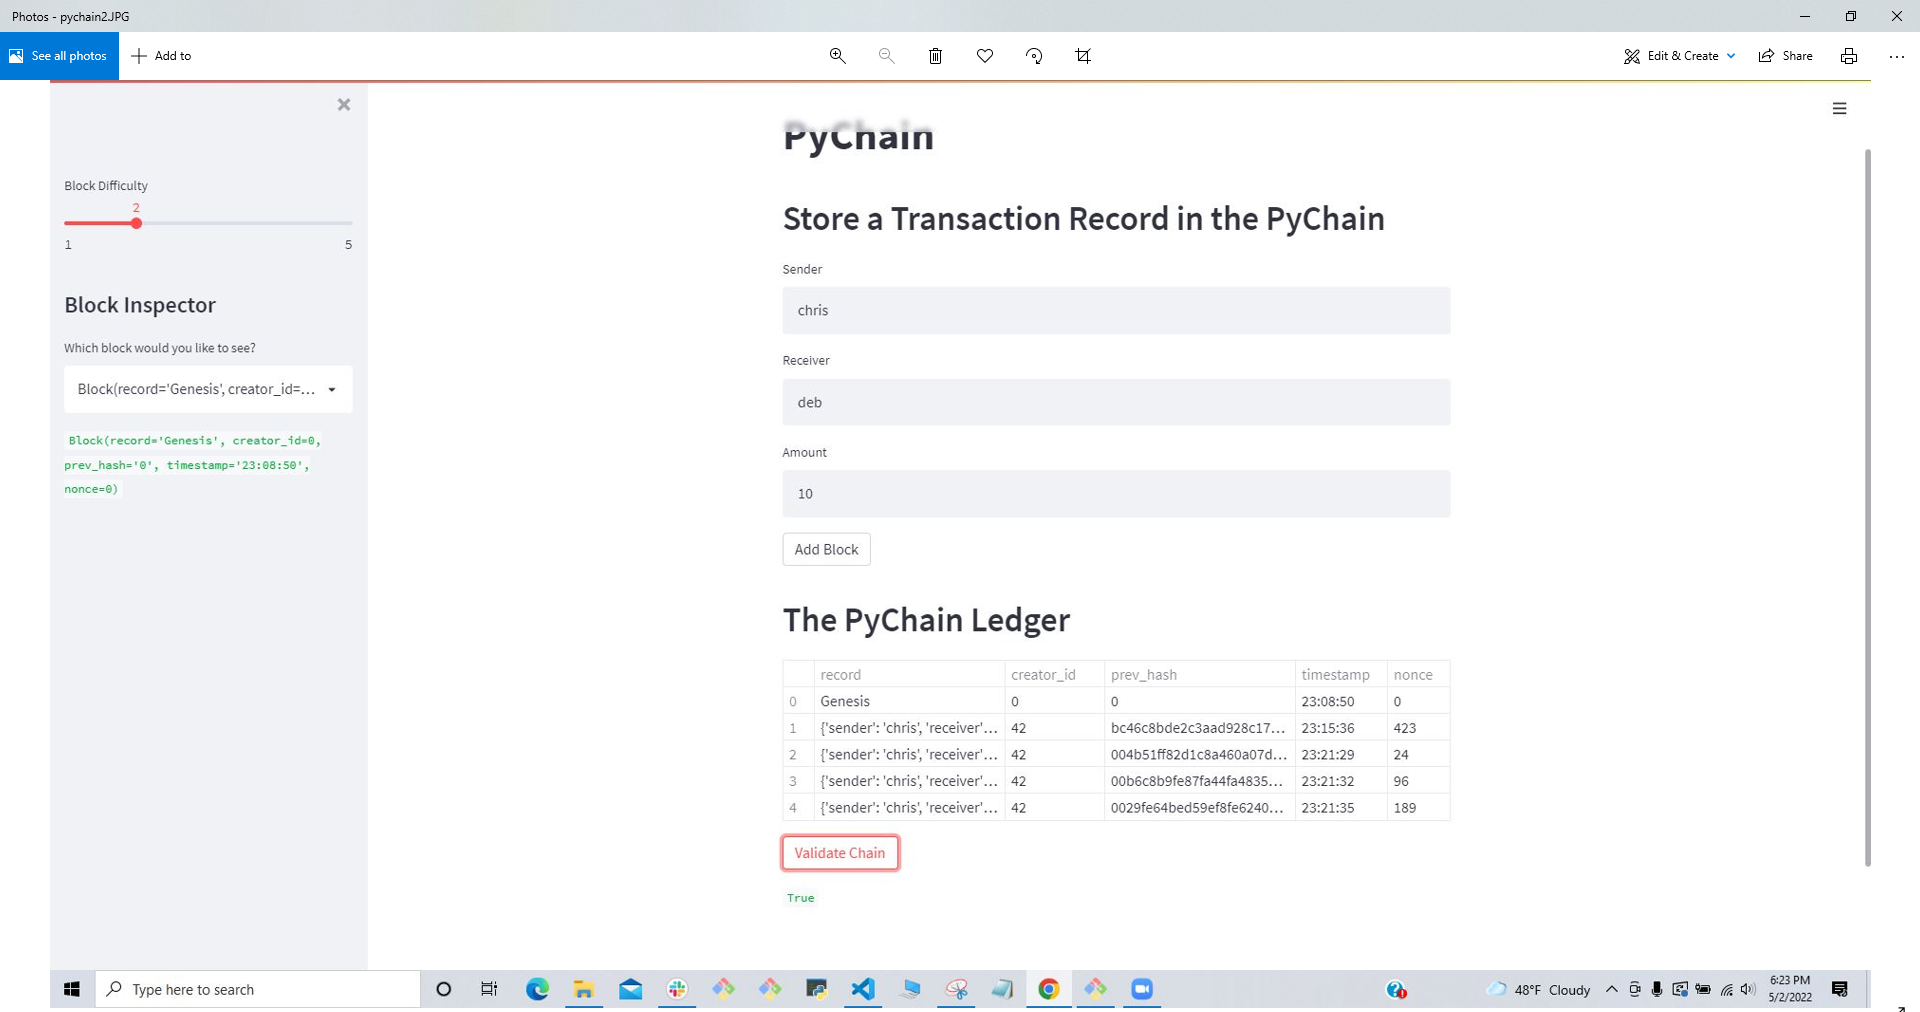 Photos - pychain2.JPG
See all photos
Add to
Edit & Create
Share
PyChain
Block Difficulty
2
1 5
Block Inspector
Which block would you like to see?
Block(record='Genesis', creator_id=...
Block(record='Genesis', creator_id=0,
prev_hash='0', timestamp='23:08:50',
nonce=0)
Store a Transaction Record in the PyChain
Sender
chris
Receiver
deb
Amount
10
Add Block
The PyChain Ledger
record creator_id prev_hash timestamp nonce
0 Genesis 0 0 23:08:50 0
1 {'sender': 'chris', 'receiver'... 42 bc46c8bde2c3aad928c17... 23:15:36 423
2 {'sender': 'chris', 'receiver'... 42 004b51ff82d1c8a460a07d... 23:21:29 24
3 {'sender': 'chris', 'receiver'... 42 00b6c8b9fe87fa44fa4835... 23:21:32 96
4 {'sender': 'chris', 'receiver'... 42 0029fe64bed59ef8fe6240... 23:21:35 189
Validate Chain
True
Type here to search
48°F Cloudy
6:23 PM
5/2/2022